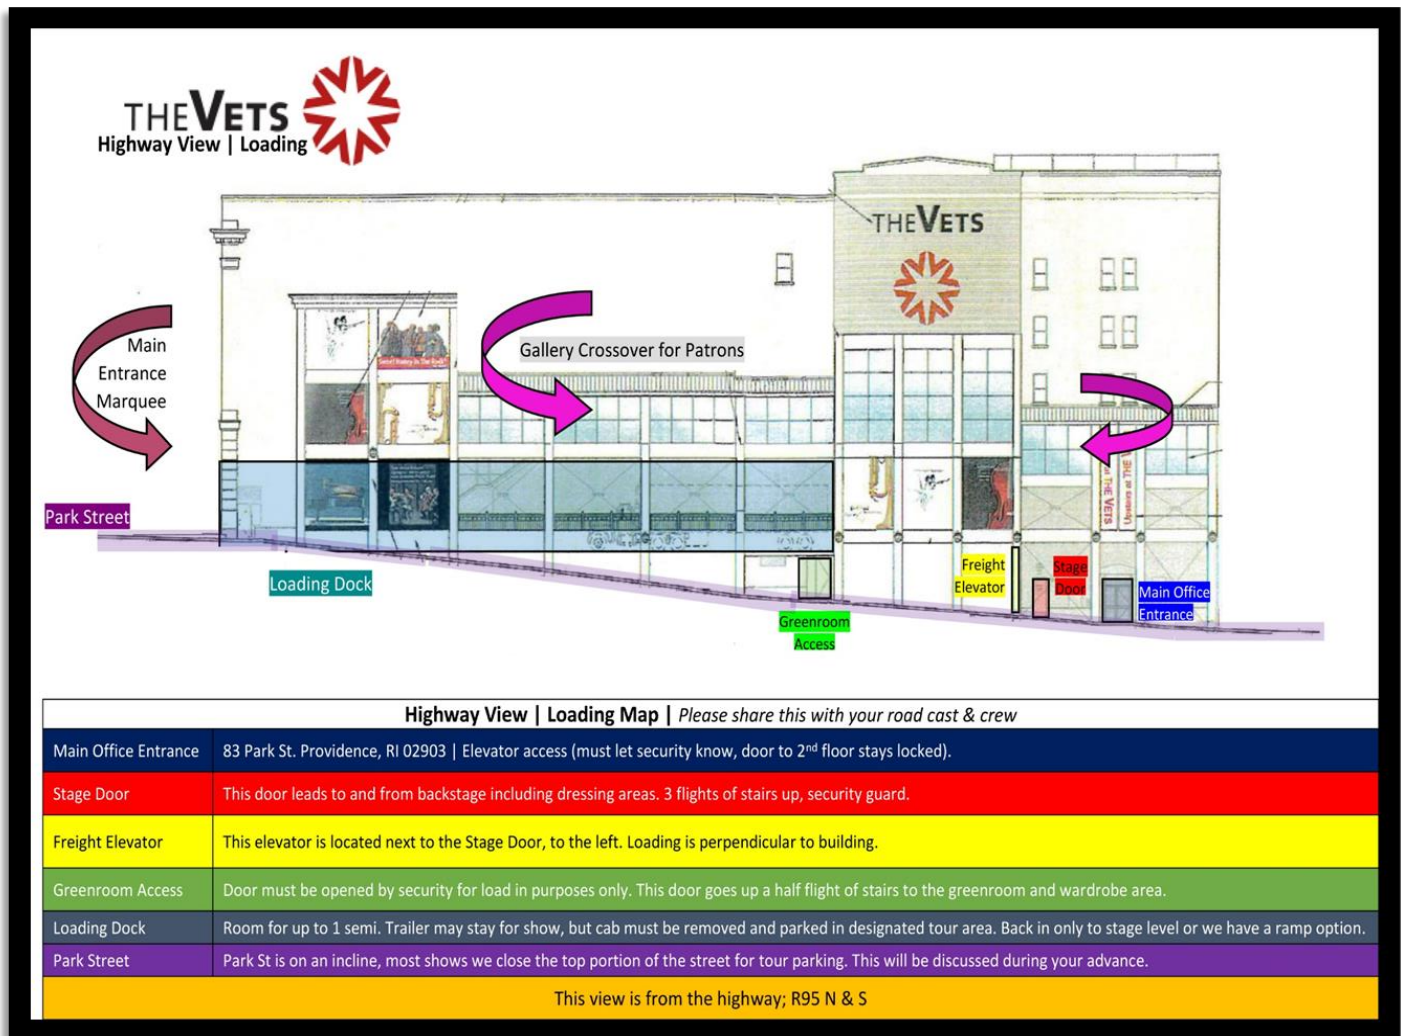 THEVETS
Highway View | Loading
THEVETS
Gallery Crossover for Patrons
Main
Entrance
Marquee
Park Street
Upstairs at THE V
at THE VETS
Loading Dock
Freight
Elevator
Stage
Door
Main Office
Entrance
Greenroom
Access
Highway View | Loading Map | Please share this with your road cast & crew
Main Office Entrance 83 Park St. Providence, RI 02903 | Elevator access (must let security know, door to 2nd floor stays locked).
Stage Door This door leads to and from backstage including dressing areas. 3 flights of stairs up, security guard.
Freight Elevator This elevator is located next to the Stage Door, to the left. Loading is perpendicular to building.
Greenroom Access Door must be opened by security for load in purposes only. This door goes up a half flight of stairs to the greenroom and wardrobe area.
Loading Dock Room for up to 1 semi. Trailer may stay for show, but cab must be removed and parked in designated tour area. Back in only to stage level or we have a ramp option.
Park Street Park St is on an incline, most shows we close the top portion of the street for tour parking. This will be discussed during your advance.
This view is from the highway; R95 N & S